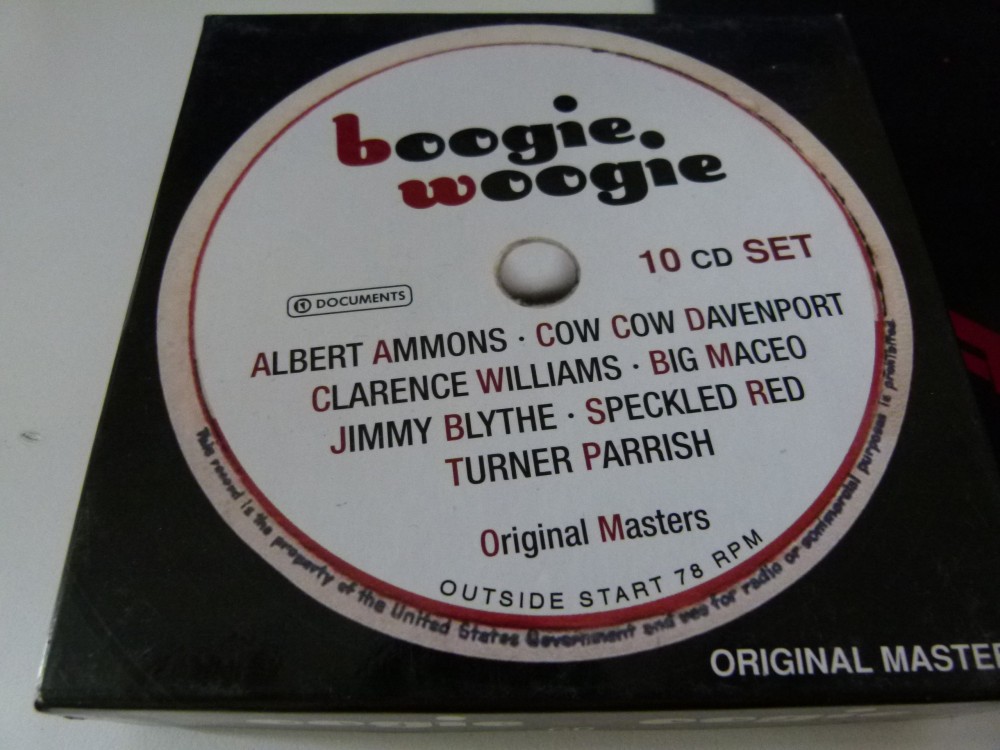 boogie.
woogie
10 CD SET
DOCUMENTS
ALBERT AMMONS · COW COW DAVENPORT
CLARENCE WILLIAMS · BIG MACEO
JIMMY BLYTHE · SPECKLED RED
TURNER PARRISH
Original Masters
OUTSIDE START 78 RPM
This record is the property of the United States Government and use for radio or commercial purpose is prohibited
ORIGINAL MASTER